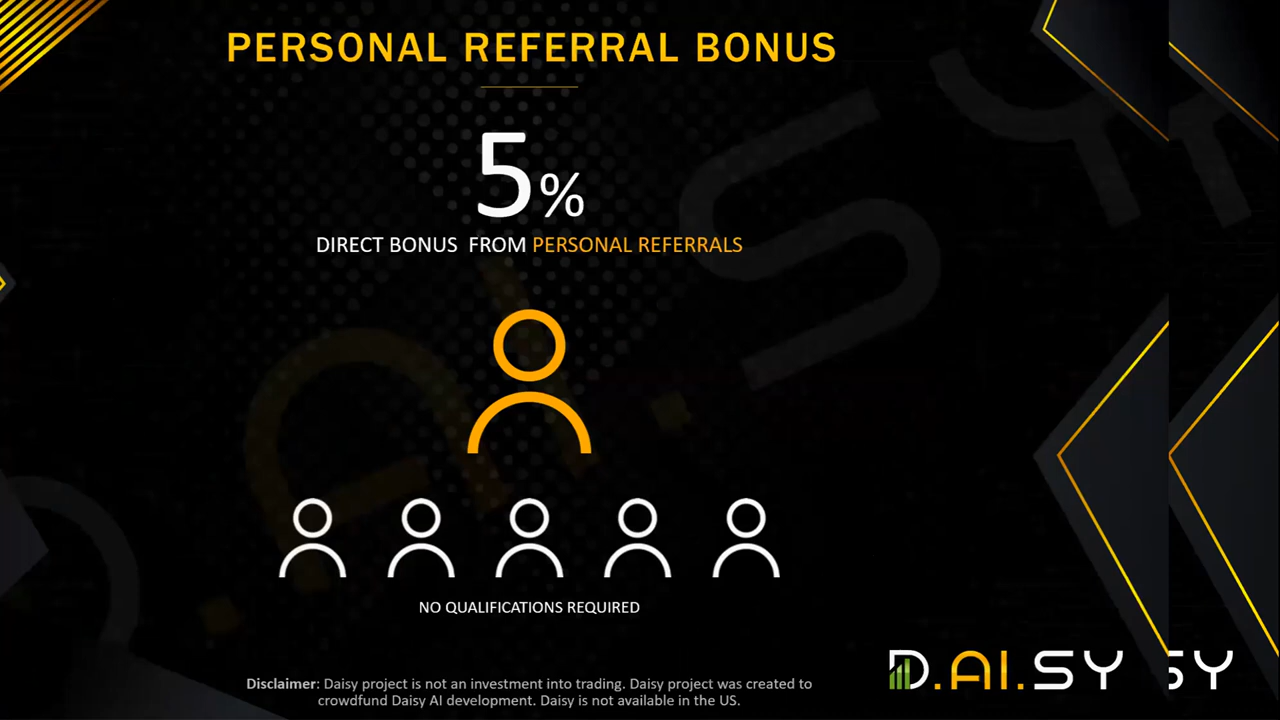 PERSONAL REFERRAL BONUS
5%
DIRECT BONUS FROM PERSONAL REFERRALS
NO QUALIFICATIONS REQUIRED
Disclaimer: Daisy project is not an investment into trading. Daisy project was created to
crowdfund Daisy AI development. Daisy is not available in the US.
D.AI.SY SY